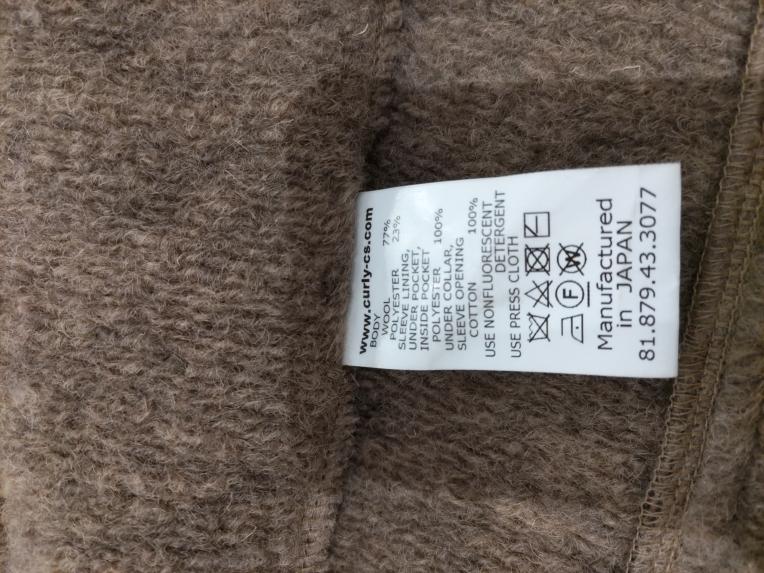 www.curly-cs.com
BODY
WOOL 77%
POLYESTER 23%
SLEEVE LINING,
UNDER POCKET,
INSIDE POCKET
POLYESTER 100%
UNDER COLLAR,
SLEEVE OPENING
COTTON 100%
USE NONFLUORESCENT
DETERGENT
USE PRESS CLOTH
F W
Manufactured
in JAPAN
81.879.43.3077